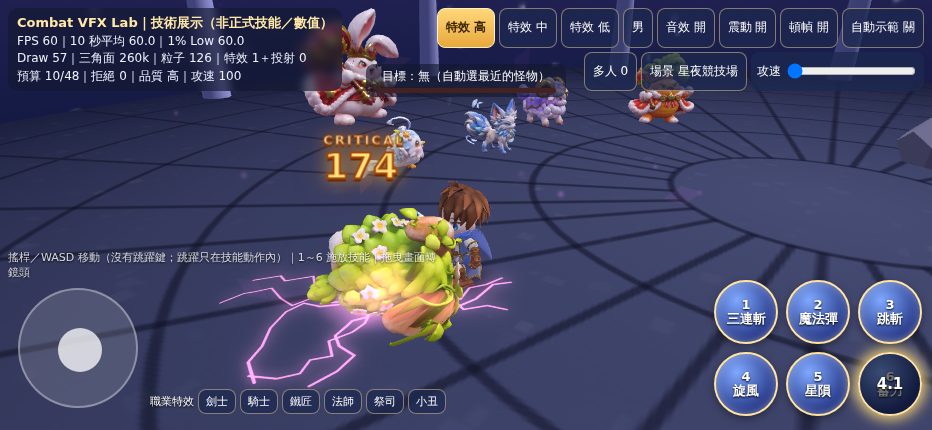 Combat VFX Lab｜技術展示（非正式技能／數值）
FPS 60｜10 秒平均 60.0｜1% Low 60.0
Draw 57｜三角面 260k｜粒子 126｜特效 1＋投射 0
預算 10/48｜拒絕 0｜品質 高｜攻速 100
特效 高
特效 中
特效 低
男
音效 開
震動 開
頓幀 開
自動示範 關
多人 0
場景 星夜競技場
攻速
目標：無（自動選最近的怪物）
CRITICAL
174
搖桿／WASD 移動（沒有跳躍鍵；跳躍只在技能動作內）｜1～6 施放技能｜拖曳畫面轉
鏡頭
1
三連斬
2
魔法彈
3
跳斬
4
旋風
5
星隕
6
4.1
職業特效
劍士
騎士
鐵匠
法師
祭司
小丑